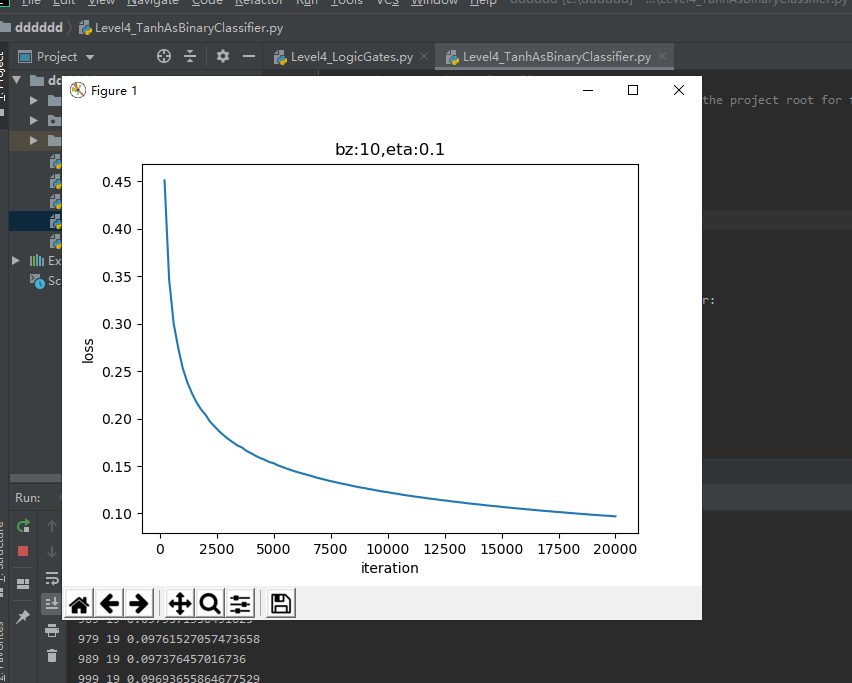 File Edit View Navigate Code Refactor Run Tools VCS Window Help
dddddd Level4_TanhAsBinaryClassifier.py
Project Level4_LogicGates.py Level4_TanhAsBinaryClassifier.py
Figure 1
the project root for
bz:10,eta:0.1
0.45
0.40
0.35
0.30
0.25
0.20
0.15
0.10
loss
0 2500 5000 7500 10000 12500 15000 17500 20000
iteration
r:
Run:
979 19 0.09761527057473658
989 19 0.097376457016736
999 19 0.09693655864677529